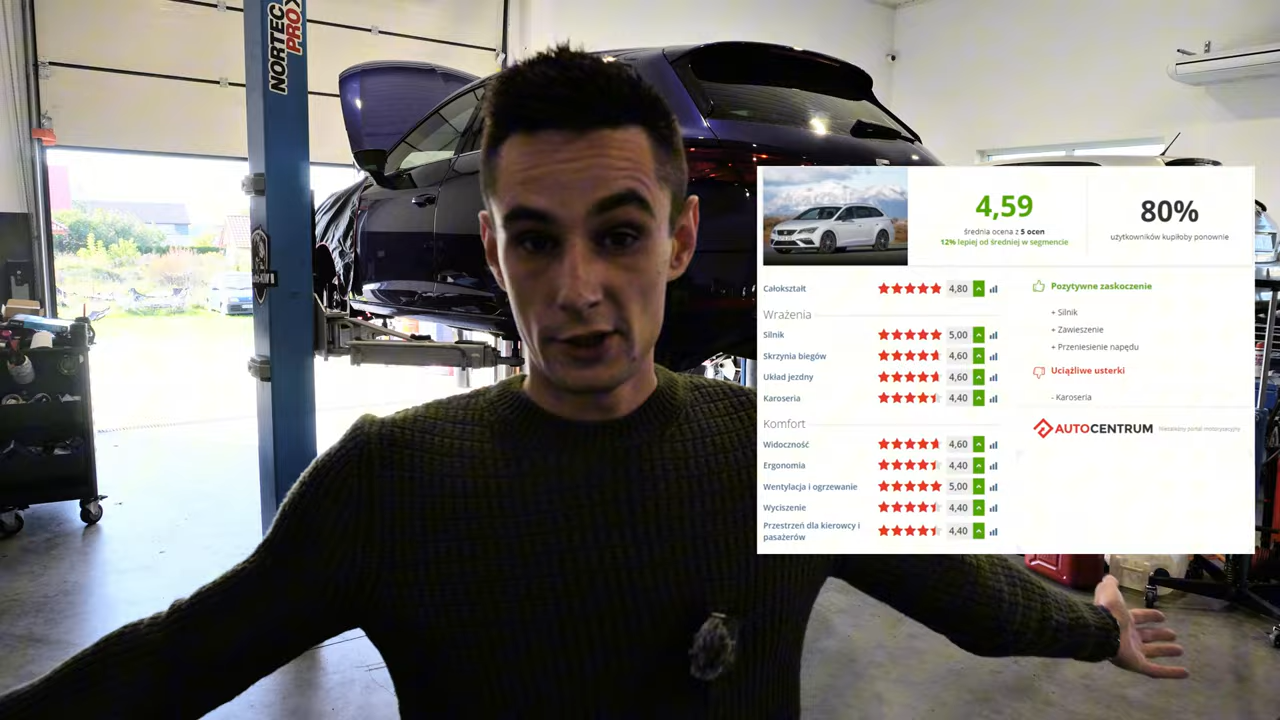 NORTEC
PRO
4,59
średnia ocena z 5 ocen
12% lepiej od średniej w segmencie
80%
użytkowników kupiłoby ponownie
Całokształt 4,80
Wrażenia
Silnik 5,00
Skrzynia biegów 4,60
Układ jezdny 4,60
Karoseria 4,40
Komfort
Widoczność 4,60
Ergonomia 4,40
Wentylacja i ogrzewanie 5,00
Wyciszenie 4,40
Przestrzeń dla kierowcy i
pasażerów 4,40
Pozytywne zaskoczenie
+ Silnik
+ Zawieszenie
+ Przeniesienie napędu
Uciążliwe usterki
- Karoseria
AUTOCENTRUM Niezależny portal motoryzacyjny